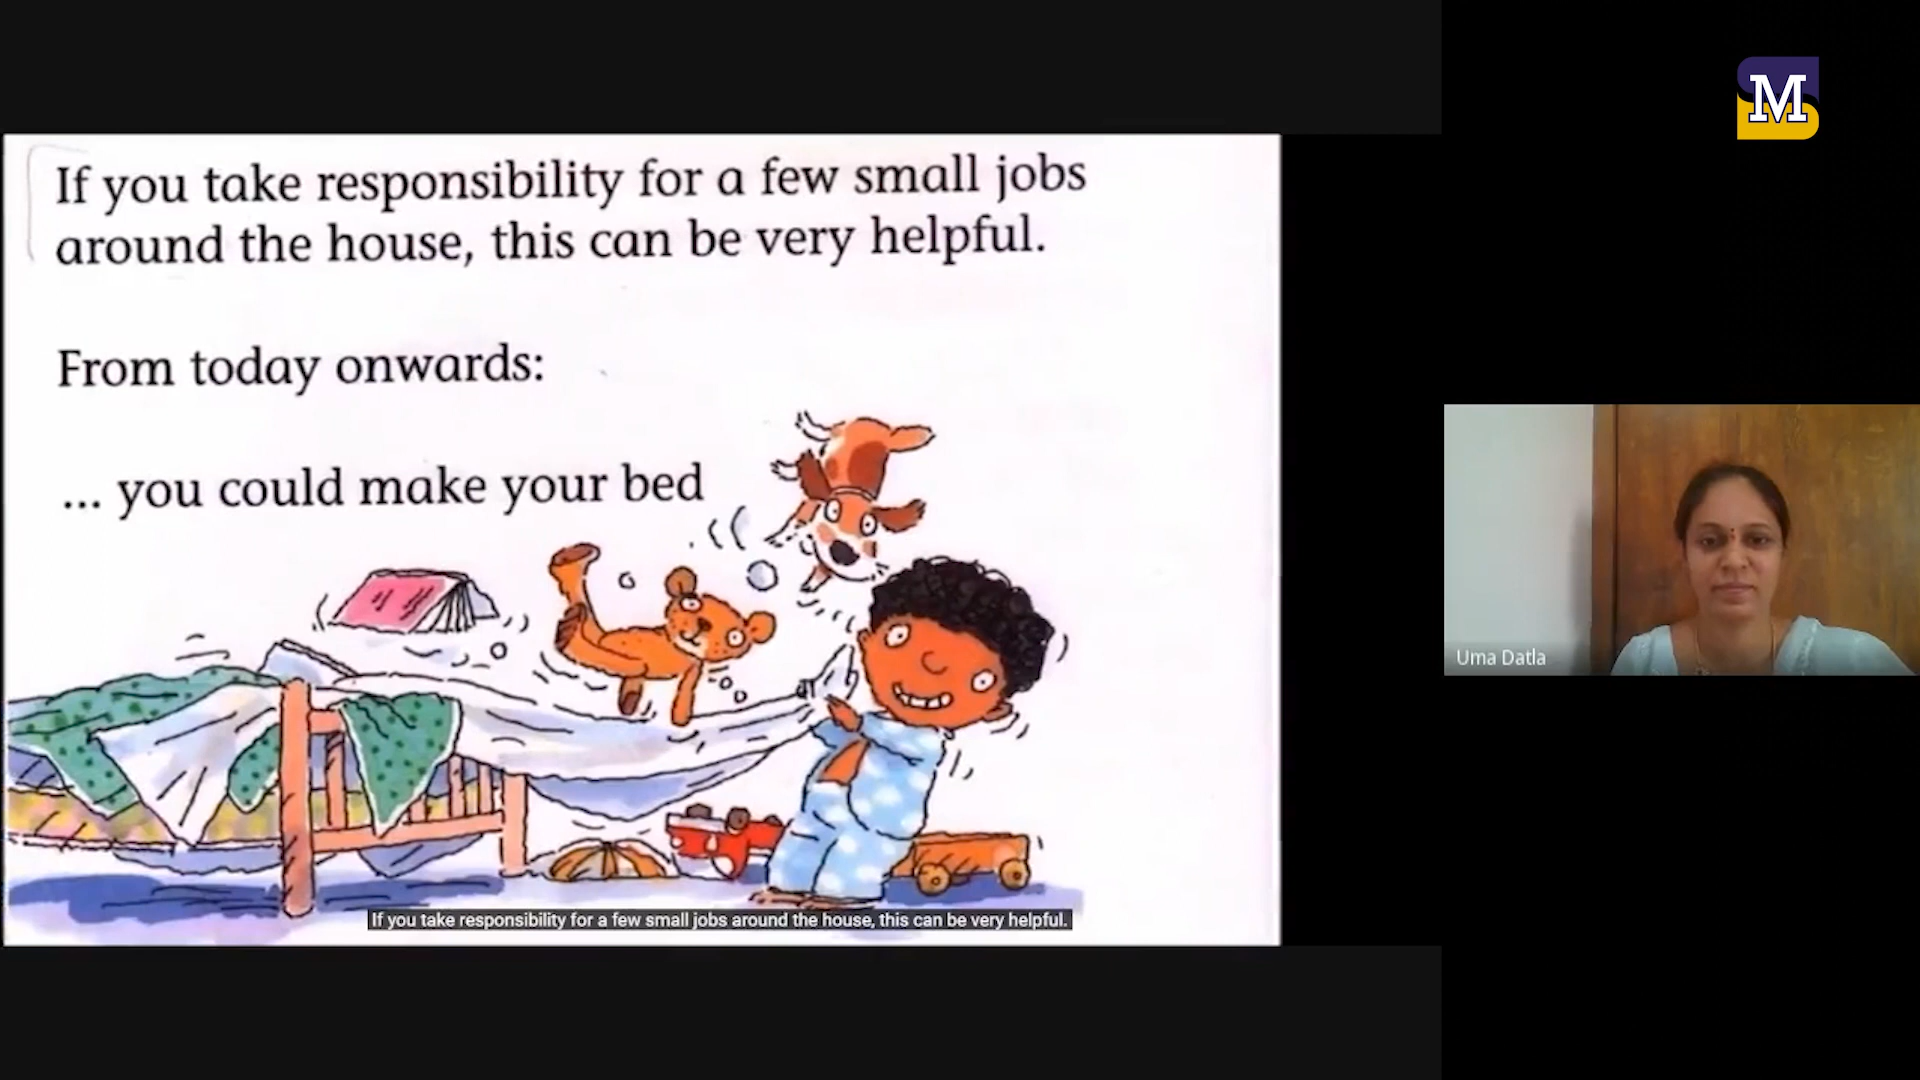 If you take responsibility for a few small jobs
around the house, this can be very helpful.
From today onwards:
... you could make your bed
If you take responsibility for a few small jobs around the house, this can be very helpful.
M
Uma Datla